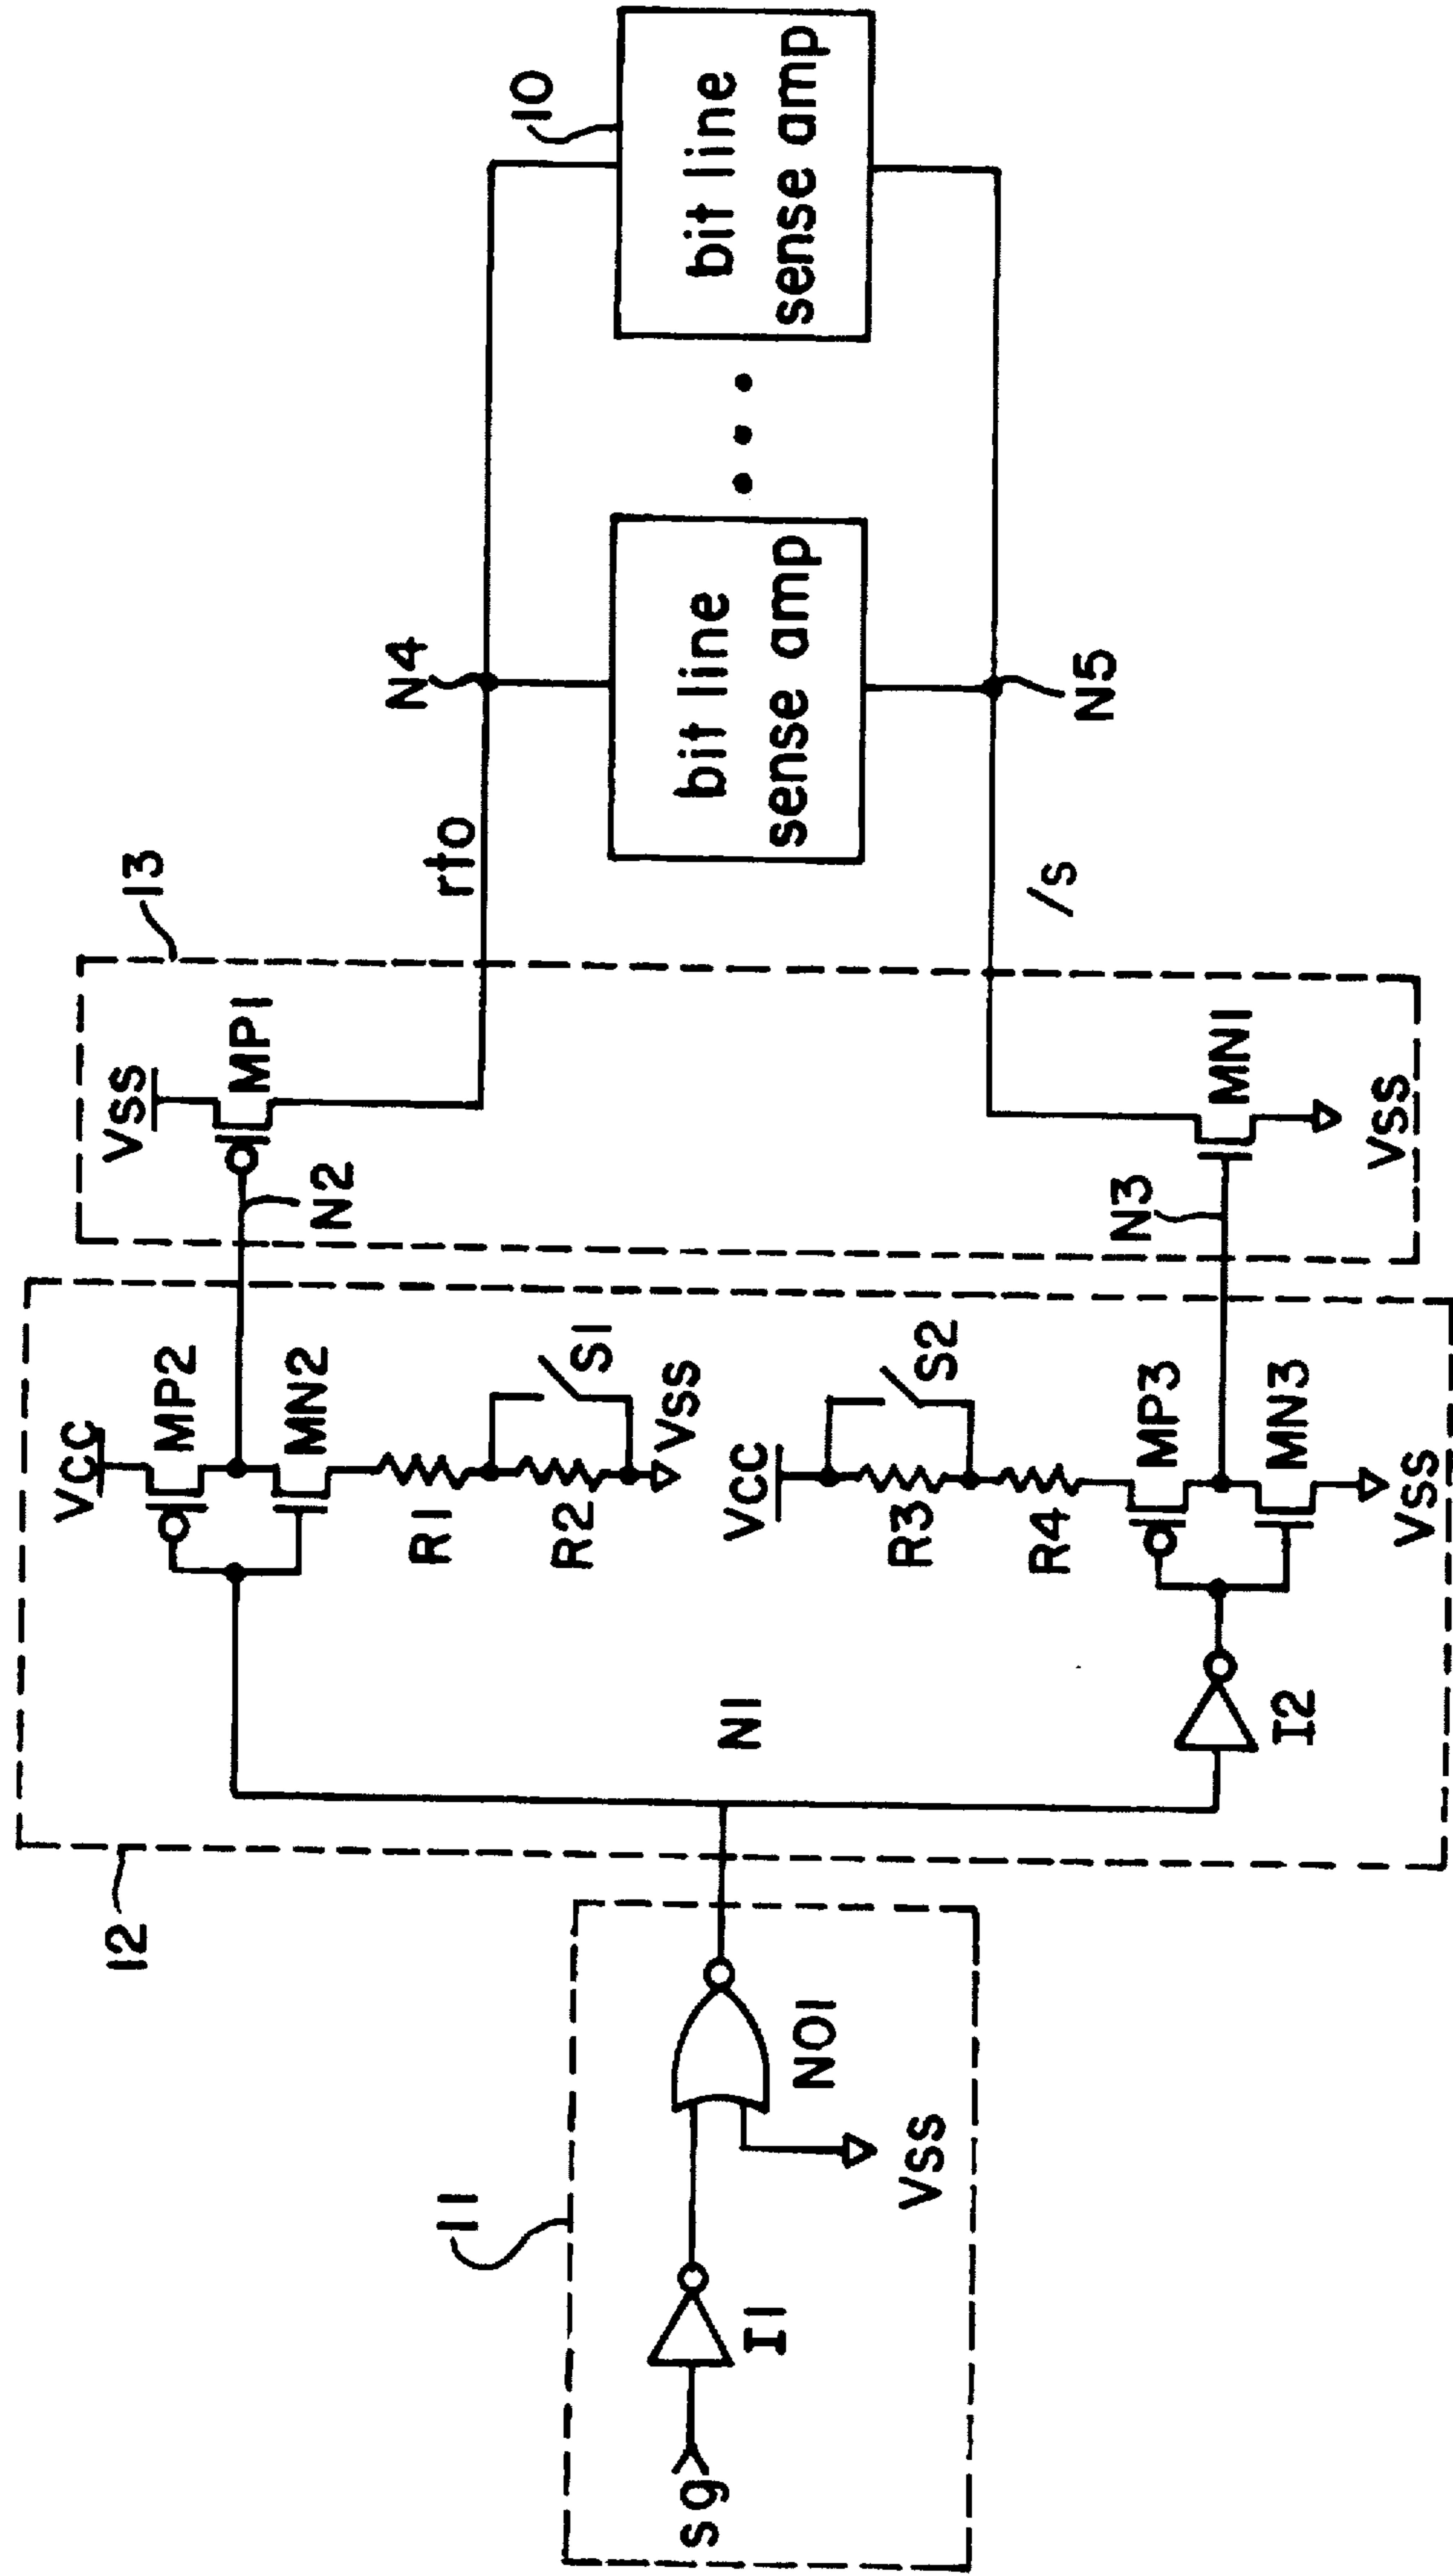 sg
I1
11
NO1
VSS
12
N1
I2
VCC
MP2
MN2
R1
R2
S1
VSS
VCC
R3
S2
R4
MP3
MN3
VSS
13
VSS
MP1
N2
N3
MN1
VSS
rto
/s
N4
N5
bit line
sense amp
10
bit line
sense amp